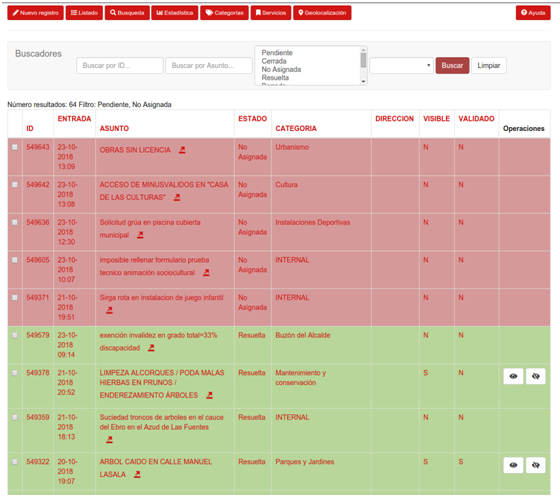 Nuevo registro Listado Busqueda Estadística Categorías Servicios Geolocalización Ayuda
Buscadores
Pendiente
Cerrada
No Asignada
Resuelta
Buscar por ID... Buscar por Asunto... Buscar Limpiar
Número resultados: 64 Filtro: Pendiente, No Asignada
ID ENTRADA ASUNTO ESTADO CATEGORIA DIRECCION VISIBLE VALIDADO Operaciones
549643 23-10-2018 13:09 OBRAS SIN LICENCIA No Asignada Urbanismo N N
549642 23-10-2018 13:08 ACCESO DE MINUSVALIDOS EN "CASA DE LAS CULTURAS" No Asignada Cultura N N
549636 23-10-2018 12:30 Solicitud grúa en piscina cubierta municipal No Asignada Instalaciones Deportivas N N
549605 23-10-2018 10:07 imposible rellenar formulario prueba tecnico animación sociocultural No Asignada INTERNAL N N
549371 21-10-2018 19:51 Sirga rota en instalacion de juego infantil No Asignada INTERNAL N N
549579 23-10-2018 09:14 exención invalidez en grado total=33% discapacidad Resuelta Buzón del Alcalde N N
549378 21-10-2018 20:52 LIMPEZA ALCORQUES / PODA MALAS HIERBAS EN PRUNOS / ENDEREZAMIENTO ÁRBOLES Resuelta Mantenimiento y conservación S N
549359 21-10-2018 18:13 Suciedad troncos de arboles en el cauce del Ebro en el Azud de Las Fuentes Resuelta INTERNAL N N
549322 20-10-2018 19:07 ARBOL CAIDO EN CALLE MANUEL LASALA Resuelta Parques y Jardines S S